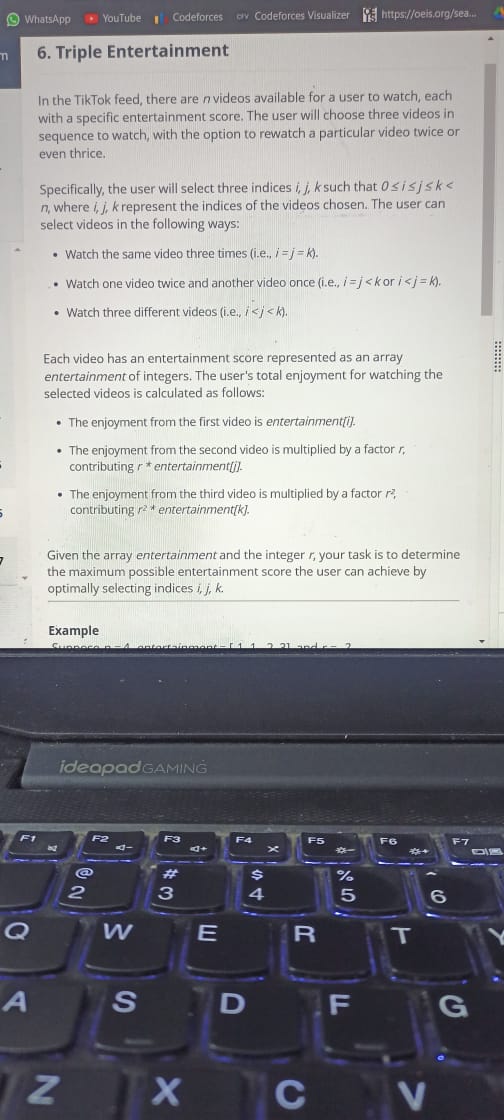 WhatsApp YouTube Codeforces CFV Codeforces Visualizer OEIS https://oeis.org/sea...
6. Triple Entertainment
In the TikTok feed, there are n videos available for a user to watch, each
with a specific entertainment score. The user will choose three videos in
sequence to watch, with the option to rewatch a particular video twice or
even thrice.
Specifically, the user will select three indices i, j, k such that 0 ≤ i ≤ j ≤ k <
n, where i, j, k represent the indices of the videos chosen. The user can
select videos in the following ways:
• Watch the same video three times (i.e., i = j = k).
• Watch one video twice and another video once (i.e., i = j < k or i < j = k).
• Watch three different videos (i.e., i < j < k).
Each video has an entertainment score represented as an array
entertainment of integers. The user's total enjoyment for watching the
selected videos is calculated as follows:
• The enjoyment from the first video is entertainment[i].
• The enjoyment from the second video is multiplied by a factor r,
contributing r * entertainment[j].
• The enjoyment from the third video is multiplied by a factor r²,
contributing r² * entertainment[k].
Given the array entertainment and the integer r, your task is to determine
the maximum possible entertainment score the user can achieve by
optimally selecting indices i, j, k.
Example
ideapad GAMING
F1 F2 F3 F4 F5 F6 F7
@ # $ % ^
2 3 4 5 6
Q W E R T Y
A S D F G
Z X C V